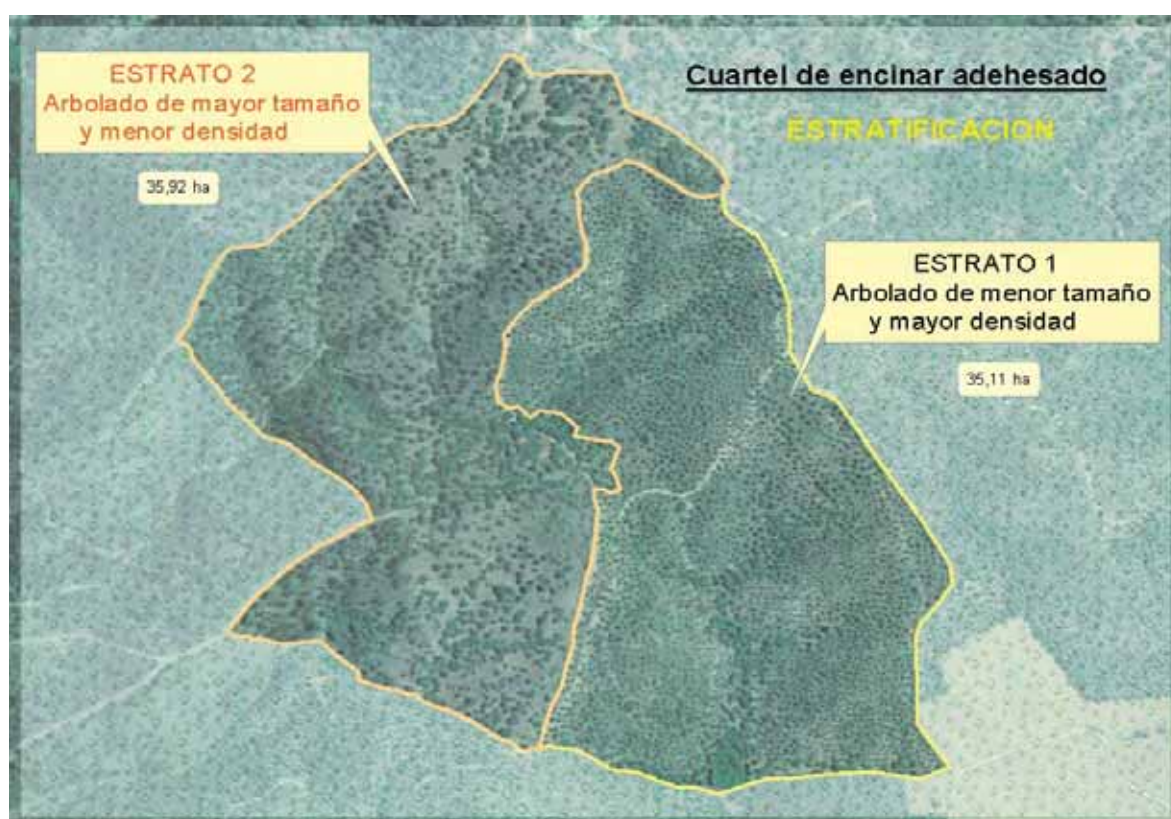 ESTRATO 2
Arbolado de mayor tamaño
y menor densidad
35,92 ha
Cuartel de encinar adehesado
ESTRATIFICACION
ESTRATO 1
Arbolado de menor tamaño
y mayor densidad
35,11 ha